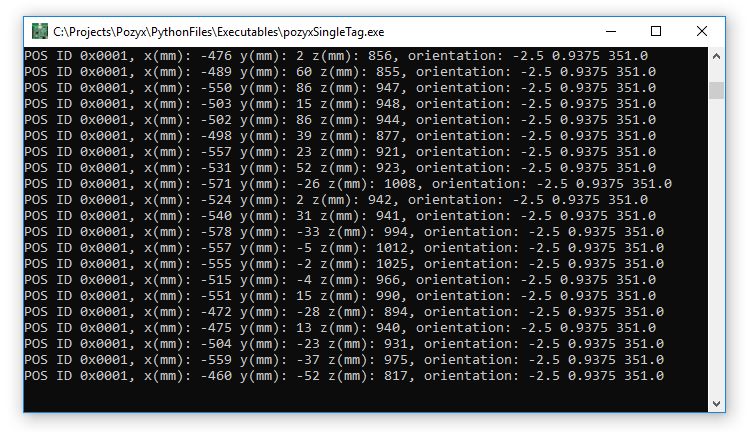 C:\Projects\Pozyx\PythonFiles\Executables\pozyxSingleTag.exe
POS ID 0x0001, x(mm): -476 y(mm): 2 z(mm): 856, orientation: -2.5 0.9375 351.0
POS ID 0x0001, x(mm): -489 y(mm): 60 z(mm): 855, orientation: -2.5 0.9375 351.0
POS ID 0x0001, x(mm): -550 y(mm): 86 z(mm): 947, orientation: -2.5 0.9375 351.0
POS ID 0x0001, x(mm): -503 y(mm): 15 z(mm): 948, orientation: -2.5 0.9375 351.0
POS ID 0x0001, x(mm): -502 y(mm): 86 z(mm): 944, orientation: -2.5 0.9375 351.0
POS ID 0x0001, x(mm): -498 y(mm): 39 z(mm): 877, orientation: -2.5 0.9375 351.0
POS ID 0x0001, x(mm): -557 y(mm): 23 z(mm): 921, orientation: -2.5 0.9375 351.0
POS ID 0x0001, x(mm): -531 y(mm): 52 z(mm): 923, orientation: -2.5 0.9375 351.0
POS ID 0x0001, x(mm): -571 y(mm): -26 z(mm): 1008, orientation: -2.5 0.9375 351.0
POS ID 0x0001, x(mm): -524 y(mm): 2 z(mm): 942, orientation: -2.5 0.9375 351.0
POS ID 0x0001, x(mm): -540 y(mm): 31 z(mm): 941, orientation: -2.5 0.9375 351.0
POS ID 0x0001, x(mm): -578 y(mm): -33 z(mm): 994, orientation: -2.5 0.9375 351.0
POS ID 0x0001, x(mm): -557 y(mm): -5 z(mm): 1012, orientation: -2.5 0.9375 351.0
POS ID 0x0001, x(mm): -555 y(mm): -2 z(mm): 1025, orientation: -2.5 0.9375 351.0
POS ID 0x0001, x(mm): -515 y(mm): -4 z(mm): 966, orientation: -2.5 0.9375 351.0
POS ID 0x0001, x(mm): -551 y(mm): 15 z(mm): 990, orientation: -2.5 0.9375 351.0
POS ID 0x0001, x(mm): -472 y(mm): -28 z(mm): 894, orientation: -2.5 0.9375 351.0
POS ID 0x0001, x(mm): -475 y(mm): 13 z(mm): 940, orientation: -2.5 0.9375 351.0
POS ID 0x0001, x(mm): -504 y(mm): -23 z(mm): 931, orientation: -2.5 0.9375 351.0
POS ID 0x0001, x(mm): -559 y(mm): -37 z(mm): 975, orientation: -2.5 0.9375 351.0
POS ID 0x0001, x(mm): -460 y(mm): -52 z(mm): 817, orientation: -2.5 0.9375 351.0